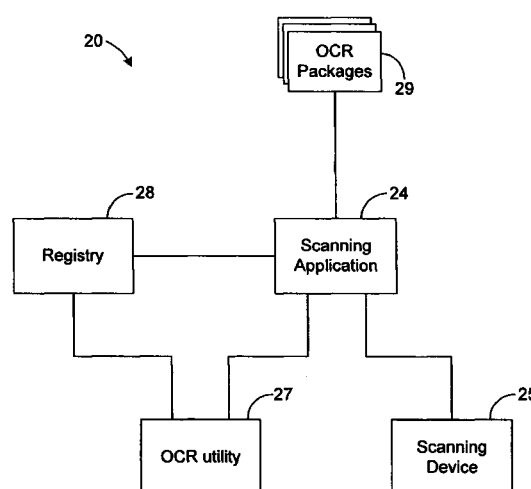 20
OCR
Packages
29
28
24
Registry
Scanning
Application
27
25
OCR utility
Scanning
Device